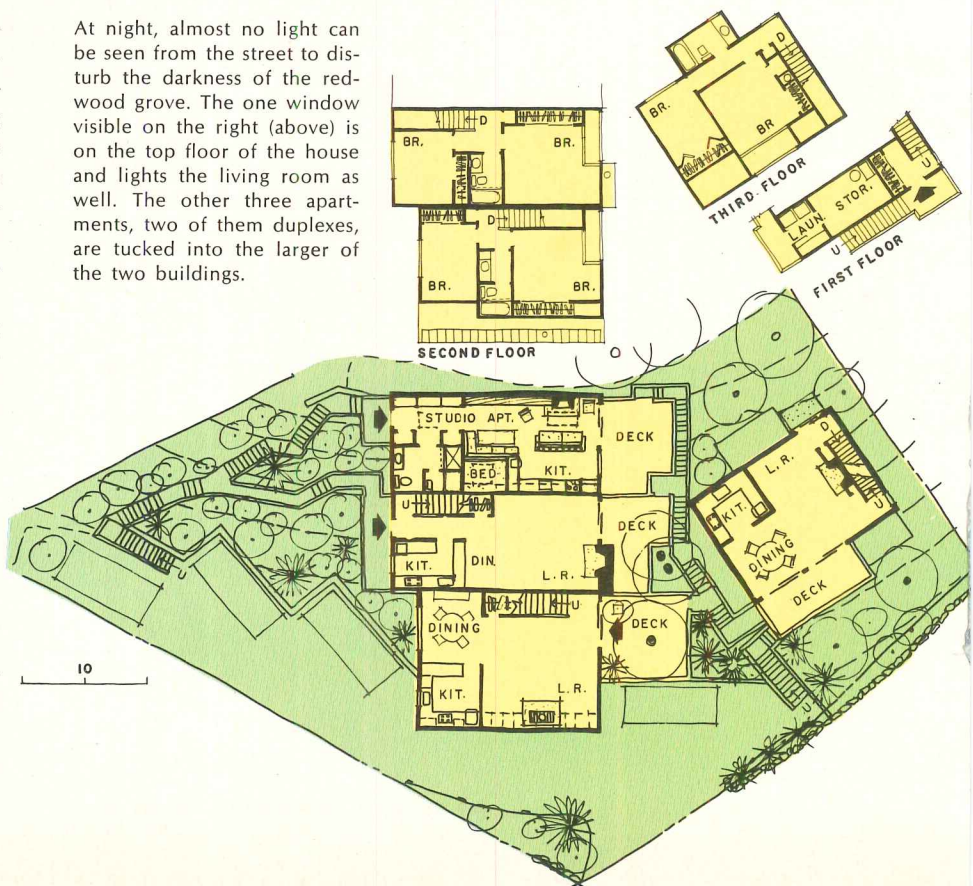 At night, almost no light can
be seen from the street to dis-
turb the darkness of the red-
wood grove. The one window
visible on the right (above) is
on the top floor of the house
and lights the living room as
well. The other three apart-
ments, two of them duplexes,
are tucked into the larger of
the two buildings.
D
BR.
BR.
D
BR.
BR.
SECOND FLOOR
D
BR.
BR
THIRD FLOOR
U
STOR.
LAUN.
U
FIRST FLOOR
STUDIO APT.
DECK
BED
KIT.
U
DECK
KIT.
DIN.
L.R.
DINING
U
DECK
KIT.
L.R.
D
L.R.
U
KIT.
DINING
DECK
U
U
10